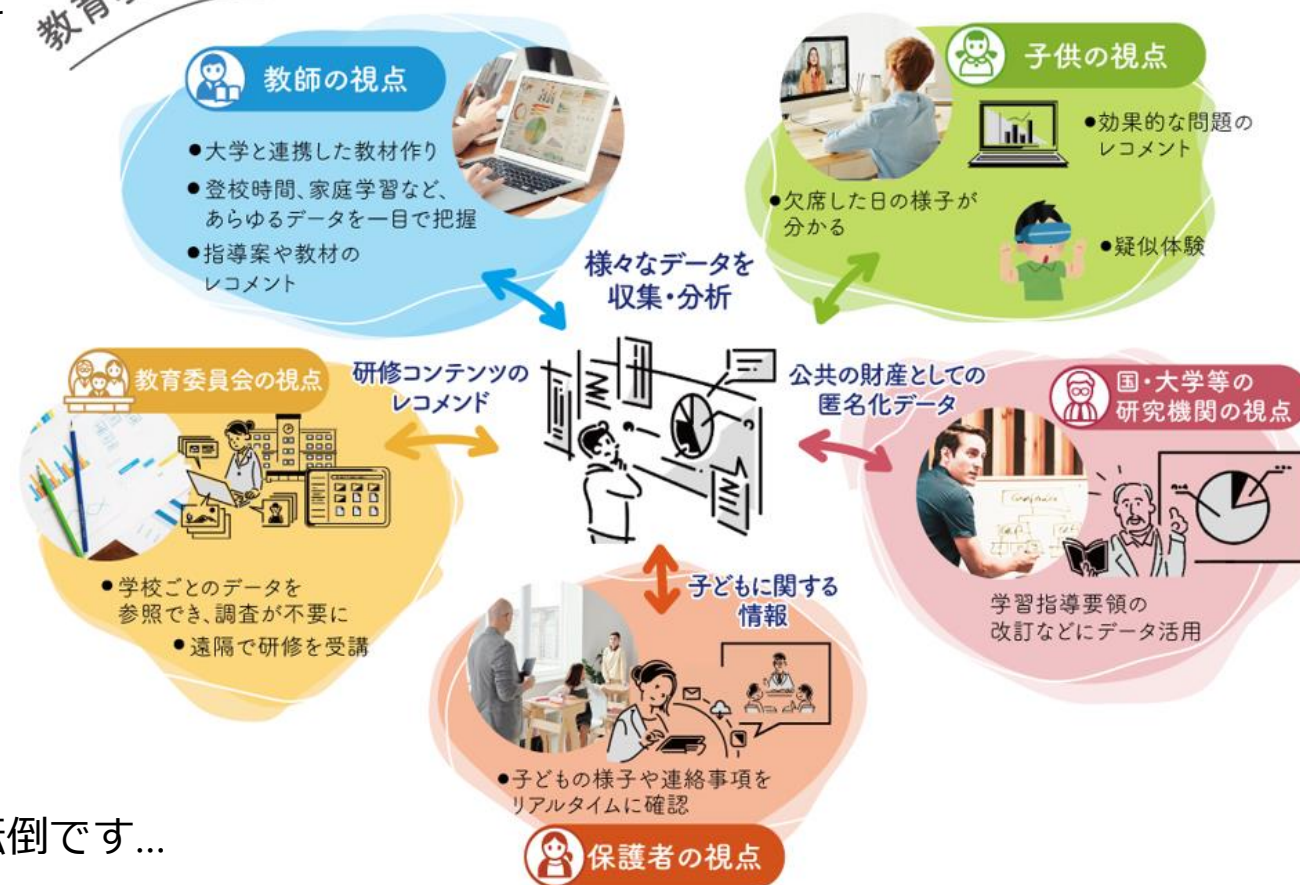 教育
教師の視点
●大学と連携した教材作り
●登校時間、家庭学習など、
あらゆるデータを一目で把握
●指導案や教材の
レコメント
子供の視点
●効果的な問題の
レコメント
●欠席した日の様子が
分かる
●疑似体験
様々なデータを
収集・分析
教育委員会の視点
研修コンテンツの
レコメンド
●学校ごとのデータを
参照でき、調査が不要に
●遠隔で研修を受講
公共の財産としての
匿名化データ
国・大学等の
研究機関の視点
学習指導要領の
改訂などにデータ活用
子どもに関する
情報
●子どもの様子や連絡事項を
リアルタイムに確認
保護者の視点
倒です...